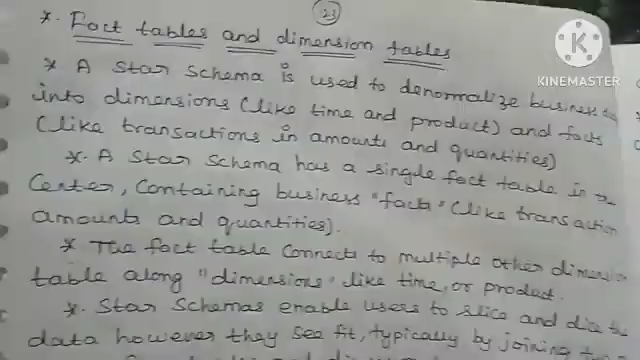 23
*. Fact tables and dimension tables
* A Star schema is used to denormalize business
into dimensions (like time and product) and facts
(like transactions in amounts and quantities)
*. A Star schema has a single fact table in
Center, Containing business "facts" (like transaction
amounts and quantities).
* The fact table Connects to multiple other dimension
table along "dimensions" like time, or product.
*. Star Schemas enable users to slice and dice the
data however they see fit, typically by joining
K
KINEMASTER